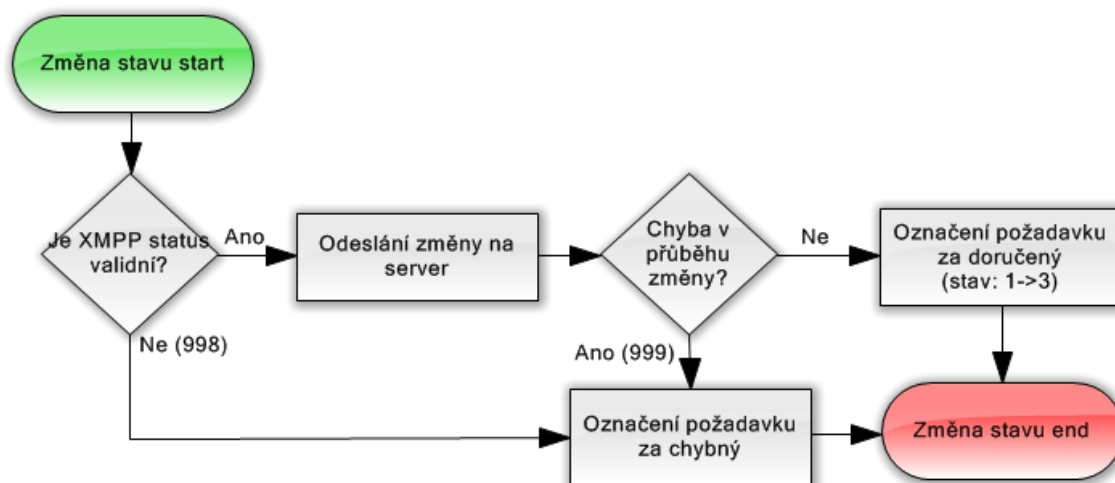 Změna stavu start
Je XMPP status
validní?
Ano
Odeslání změny na
server
Chyba v
přůběhu
změny?
Ne
Označení požadavku
za doručený
(stav: 1->3)
Ne (998)
Ano (999)
Označení požadavku
za chybný
Změna stavu end